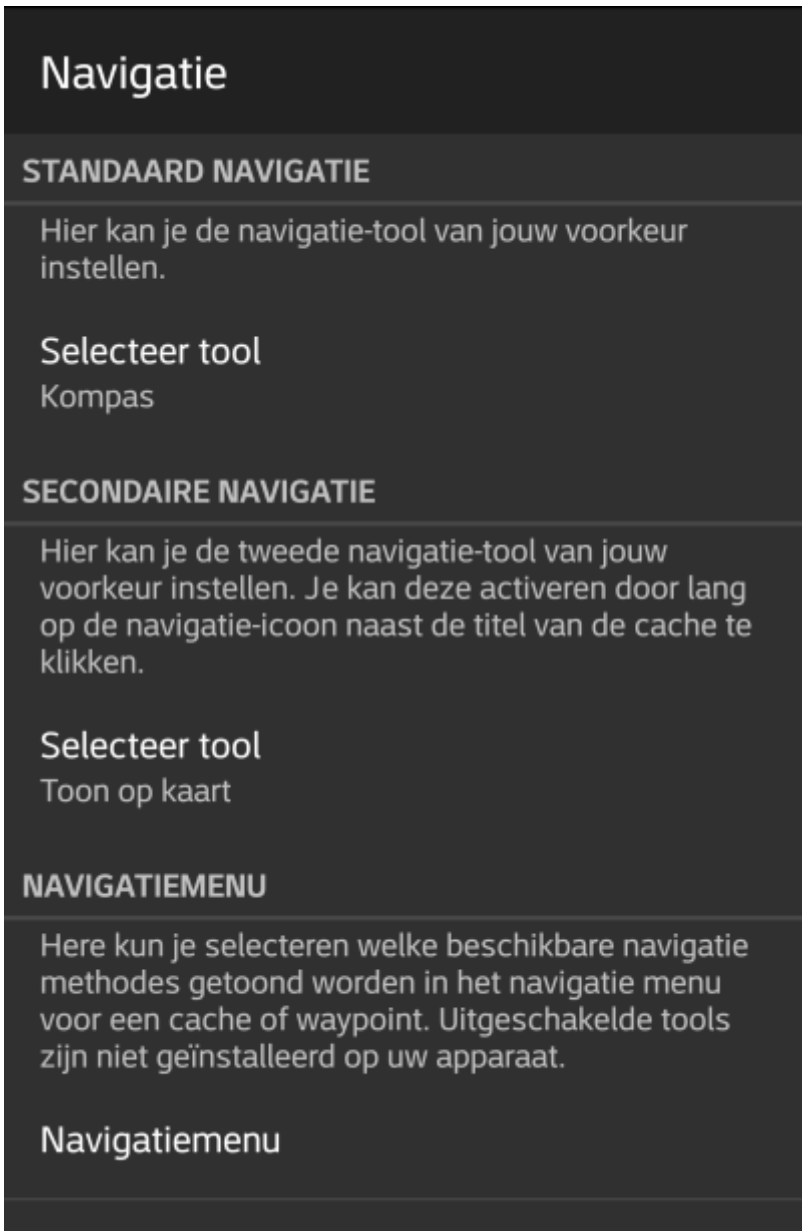 Navigatie
STANDAARD NAVIGATIE
Hier kan je de navigatie-tool van jouw voorkeur
instellen.
Selecteer tool
Kompas
SECONDAIRE NAVIGATIE
Hier kan je de tweede navigatie-tool van jouw
voorkeur instellen. Je kan deze activeren door lang
op de navigatie-icoon naast de titel van de cache te
klikken.
Selecteer tool
Toon op kaart
NAVIGATIEMENU
Here kun je selecteren welke beschikbare navigatie
methodes getoond worden in het navigatie menu
voor een cache of waypoint. Uitgeschakelde tools
zijn niet geïnstalleerd op uw apparaat.
Navigatiemenu